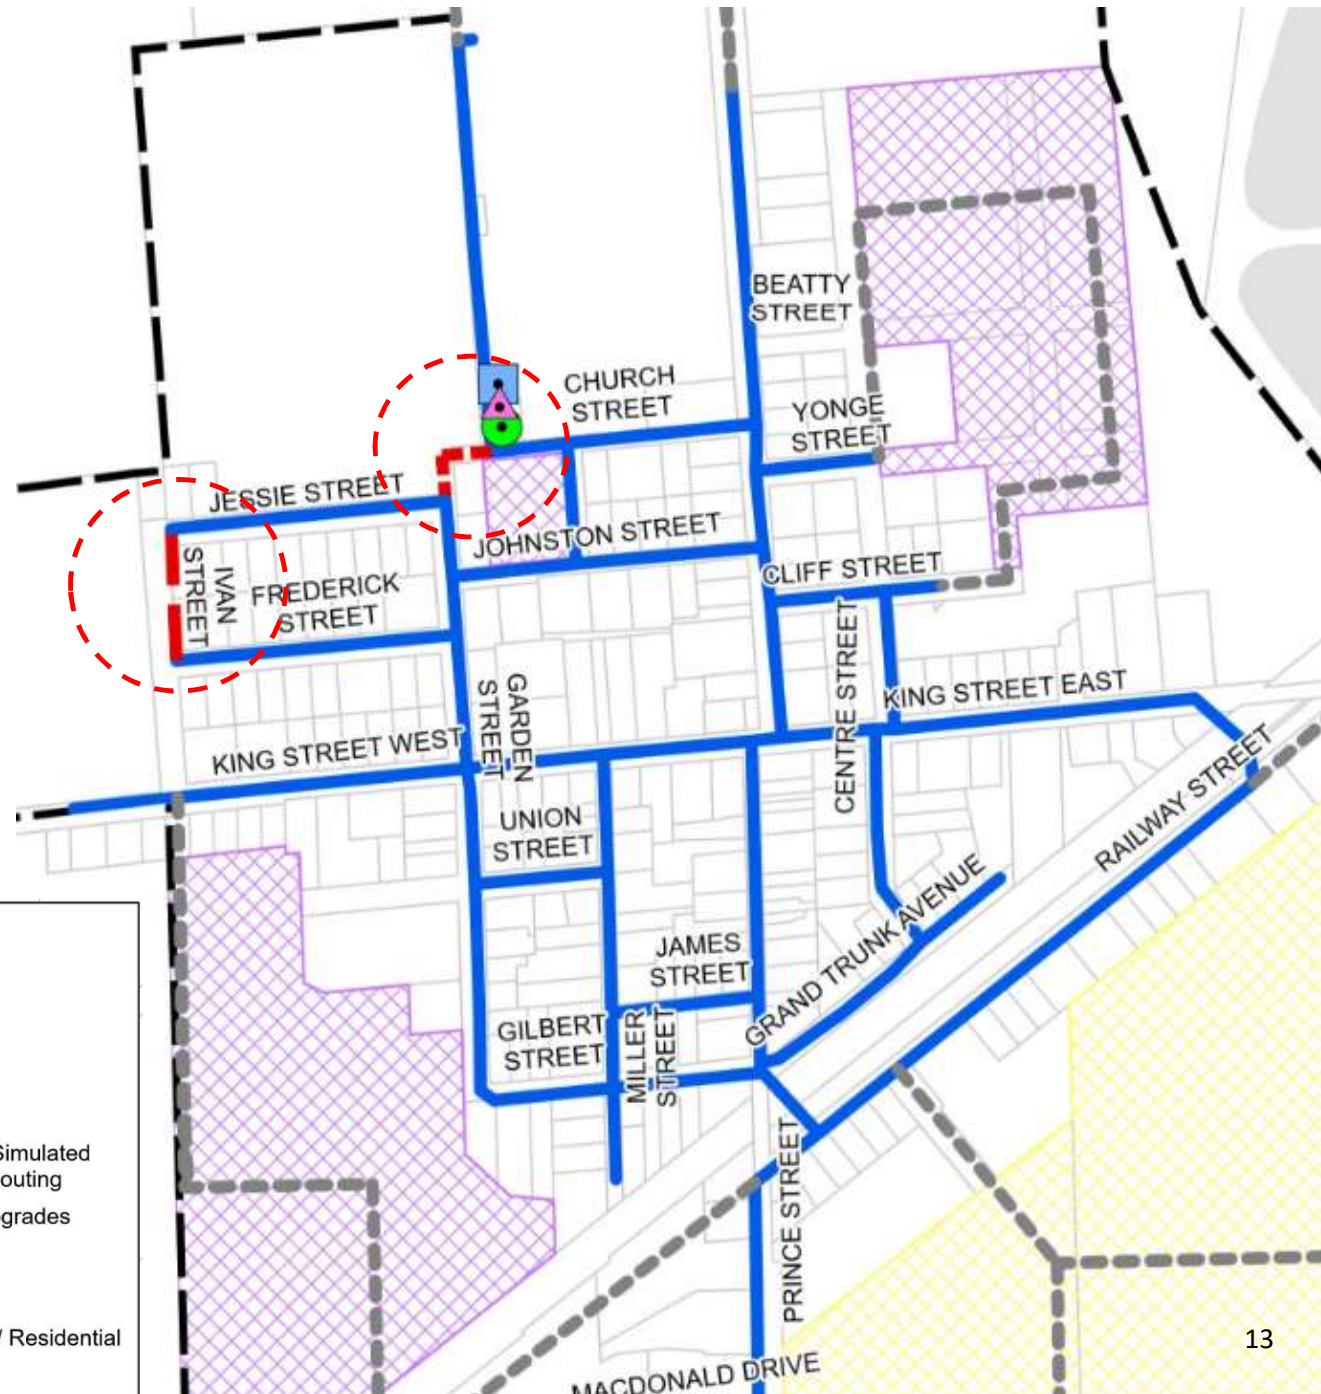 BEATTY
STREET
CHURCH
STREET
YONGE
STREET
JESSIE STREET
JOHNSTON STREET
IVAN
STREET
FREDERICK
STREET
CLIFF STREET
CENTRE STREET
KING STREET EAST
GARDEN
STREET
KING STREET WEST
UNION
STREET
RAILWAY STREET
GRAND TRUNK AVENUE
JAMES
STREET
GILBERT
STREET
MILLER
STREET
PRINCE STREET
MACDONALD DRIVE
Simulated
outing
grades
/ Residential
13